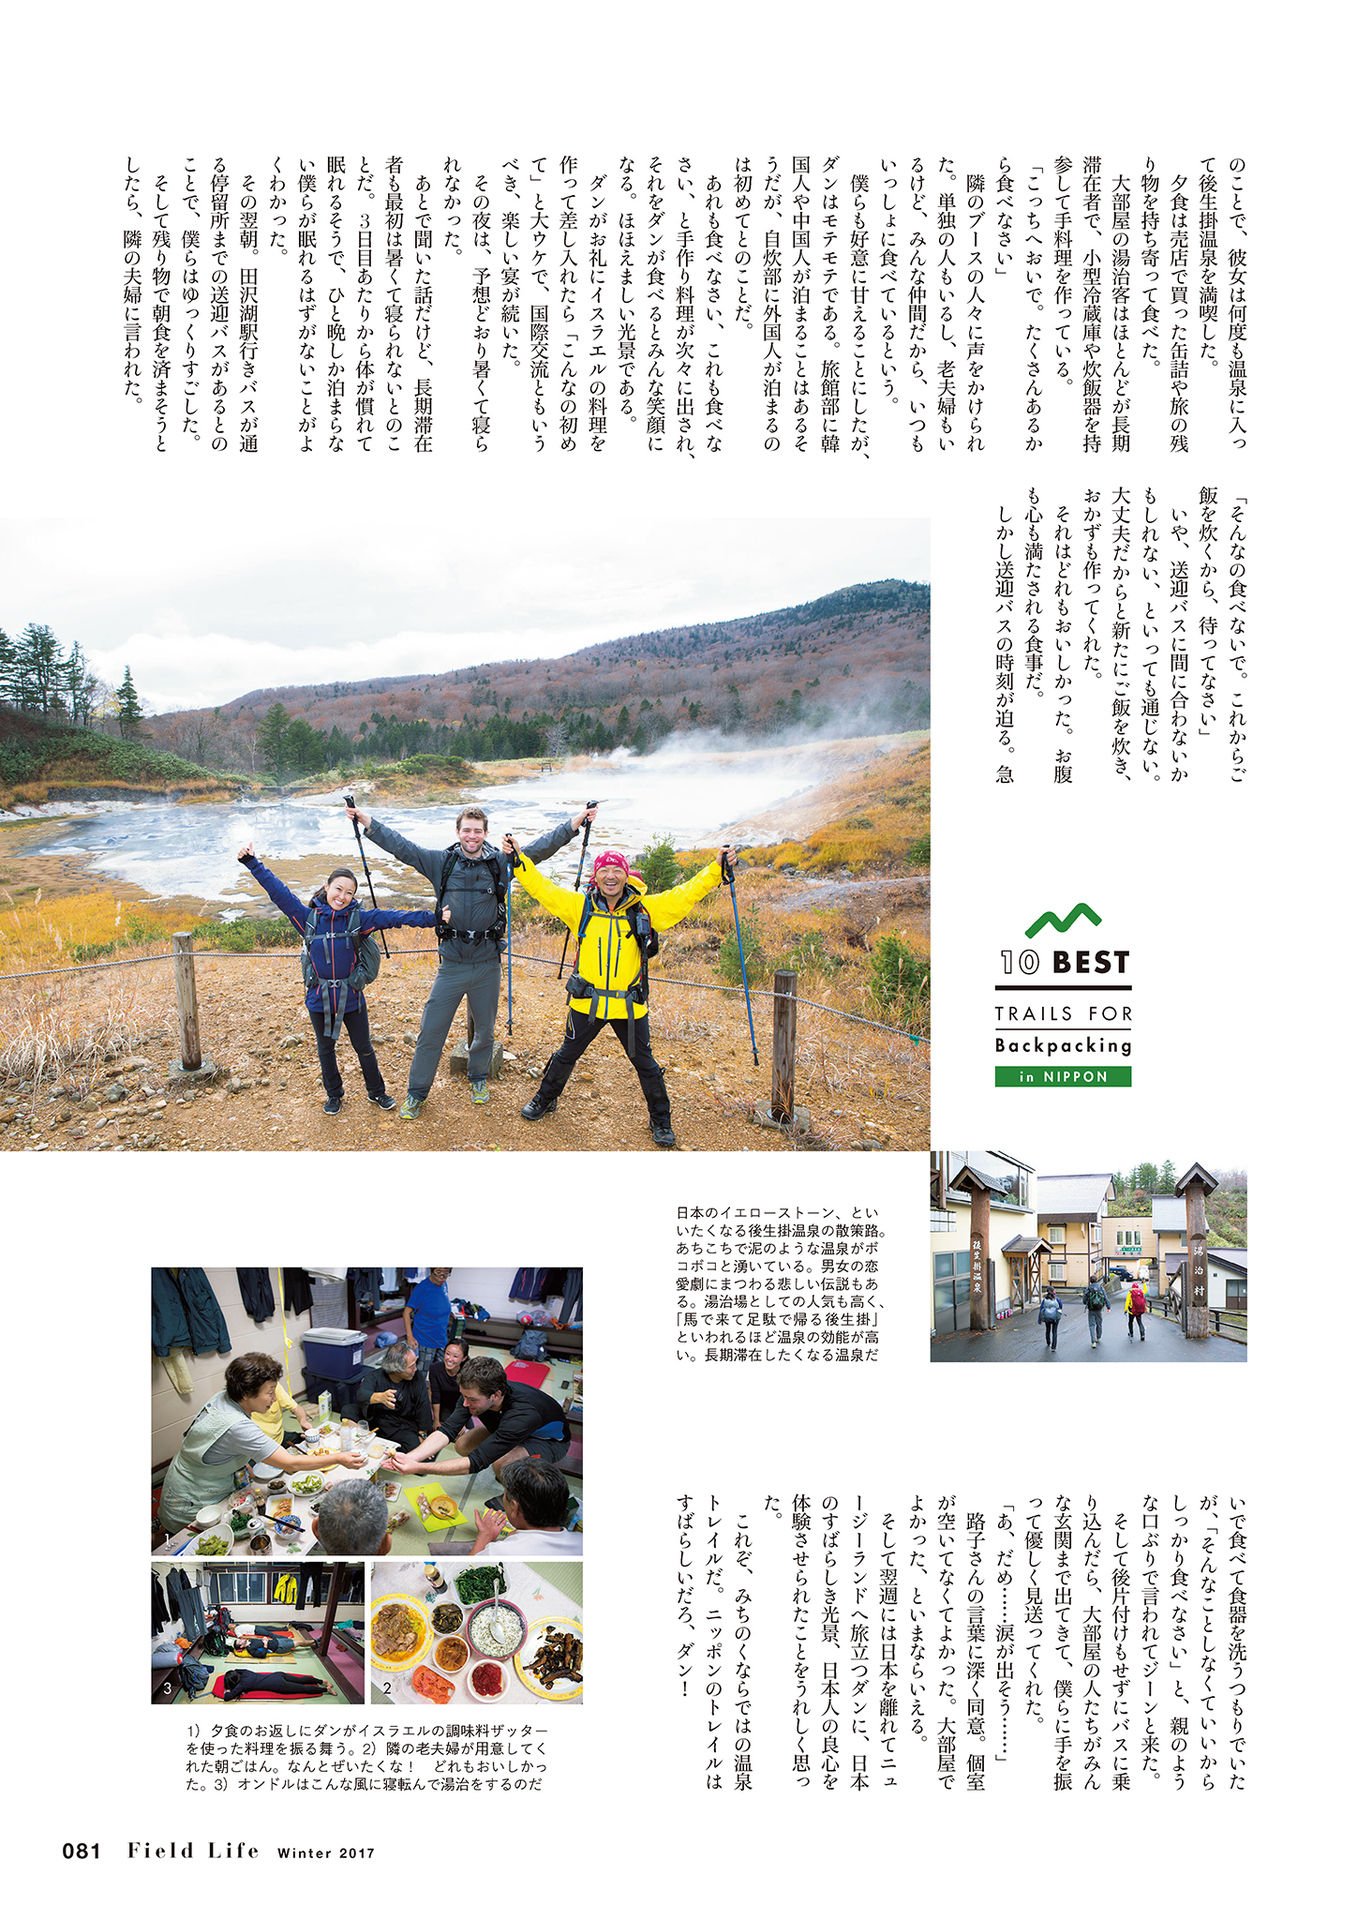 のことで、彼女は何度も温泉に入っ
て後生掛温泉を満喫した。
夕食は売店で買った缶詰や旅の残
り物を持ち寄って食べた。
大部屋の湯治客はほとんどが長期
滞在者で、小型冷蔵庫や炊飯器を持
参して手料理を作っている。
「こっちへおいで。たくさんあるか
ら食べなさい」
隣のブースの人々に声をかけられ
た。単独の人もいるし、老夫婦もい
るけど、みんな仲間だから、いつも
いっしょに食べているという。
僕らも好意に甘えることにしたが、
ダンはモテモテである。旅館部に韓
国人や中国人が泊まることはあるそ
うだが、自炊部に外国人が泊まるの
は初めてとのことだ。
あれも食べなさい、これも食べな
さい、と手作り料理が次々に出され、
それをダンが食べるとみんな笑顔に
なる。ほほえましい光景である。
ダンがお礼にイスラエルの料理を
作って差し入れたら「こんなの初め
て」と大ウケで、国際交流ともいう
べき、楽しい宴が続いた。
その夜は、予想どおり暑くて寝ら
れなかった。
あとで聞いた話だけど、長期滞在
者も最初は暑くて寝られないとのこ
とだ。３日目あたりから体が慣れて
眠れるそうで、ひと晩しか泊まらな
い僕らが眠れるはずがないことがよ
くわかった。
その翌朝。田沢湖駅行きバスが通
る停留所までの送迎バスがあるとの
ことで、僕らはゆっくりすごした。
そして残り物で朝食を済まそうと
したら、隣の夫婦に言われた。
「そんなの食べないで。これからご
飯を炊くから、待ってなさい」
いや、送迎バスに間に合わないか
もしれない、といっても通じない。
大丈夫だからと新たにご飯を炊き、
おかずも作ってくれた。
それはどれもおいしかった。お腹
も心も満たされる食事だ。
しかし送迎バスの時刻が迫る。急
10 BEST
TRAILS FOR
Backpacking
in NIPPON
後生掛温泉
湯治村
日本のイエローストーン、とい
いたくなる後生掛温泉の散策路。
あちこちで泥のような温泉がボ
コボコと湧いている。男女の恋
愛劇にまつわる悲しい伝説もあ
る。湯治場としての人気も高く、
「馬で来て足駄で帰る後生掛」
といわれるほど温泉の効能が高
い。長期滞在したくなる温泉だ
いで食べて食器を洗うつもりでいた
が、「そんなことしなくていいから
しっかり食べなさい」と、親のよう
な口ぶりで言われてジーンと来た。
そして後片付けもせずにバスに乗
り込んだら、大部屋の人たちがみん
な玄関まで出てきて、僕らに手を振
って優しく見送ってくれた。
「あ、だめ……涙が出そう……」
路子さんの言葉に深く同意。個室
が空いてなくてよかった。大部屋で
よかった、といまならいえる。
そして翌週には日本を離れてニュ
ージーランドへ旅立つダンに、日本
のすばらしき光景、日本人の良心を
体験させられたことをうれしく思っ
た。
これぞ、みちのくならではの温泉
トレイルだ。ニッポンのトレイルは
すばらしいだろ、ダン！
1
3
2
1）夕食のお返しにダンがイスラエルの調味料ザッター
を使った料理を振る舞う。2）隣の老夫婦が用意してく
れた朝ごはん。なんとぜいたくな！　どれもおいしかっ
た。3）オンドルはこんな風に寝転んで湯治をするのだ
081 Field Life Winter 2017